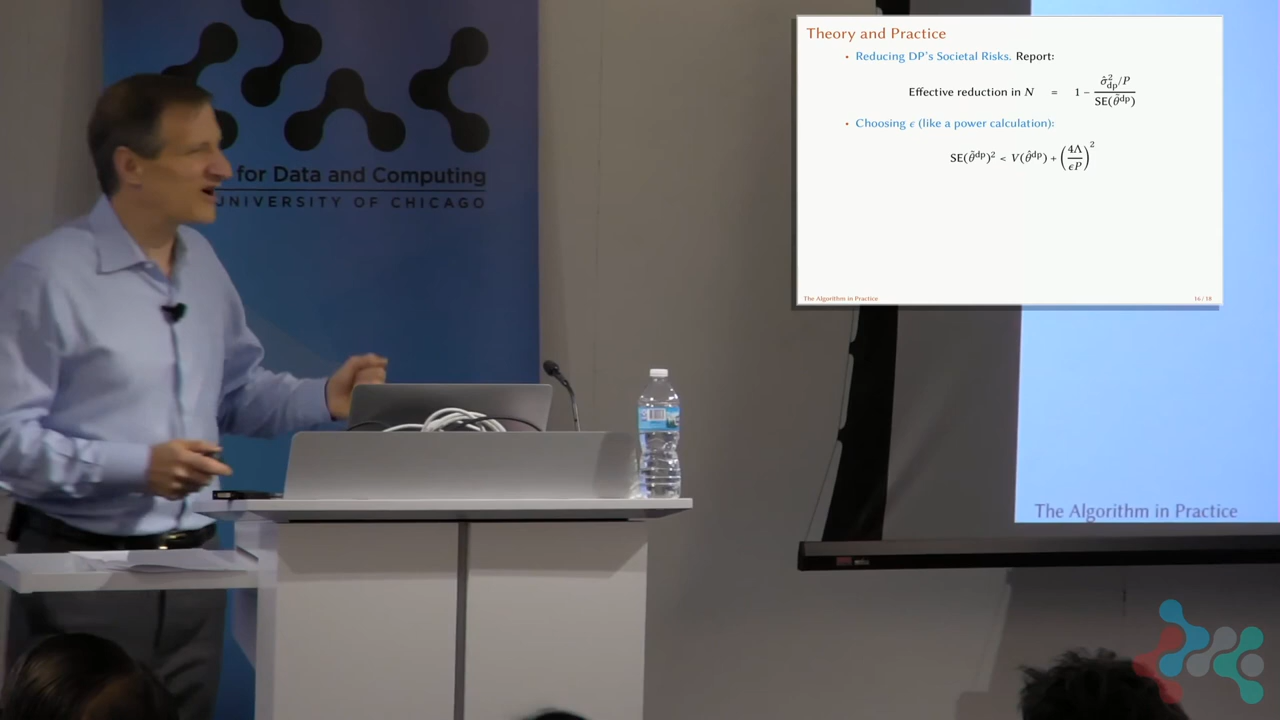 Theory and Practice
• Reducing DP's Societal Risks. Report:
Effective reduction in N = 1 − σ̂²dp/P / SE(θ̃dp)
• Choosing ϵ (like a power calculation):
SE(θ̃dp)² < V(θ̂dp) + (4Λ/ϵP)²
The Algorithm in Practice 16 / 18
for Data and Computing
UNIVERSITY OF CHICAGO
The Algorithm in Practice